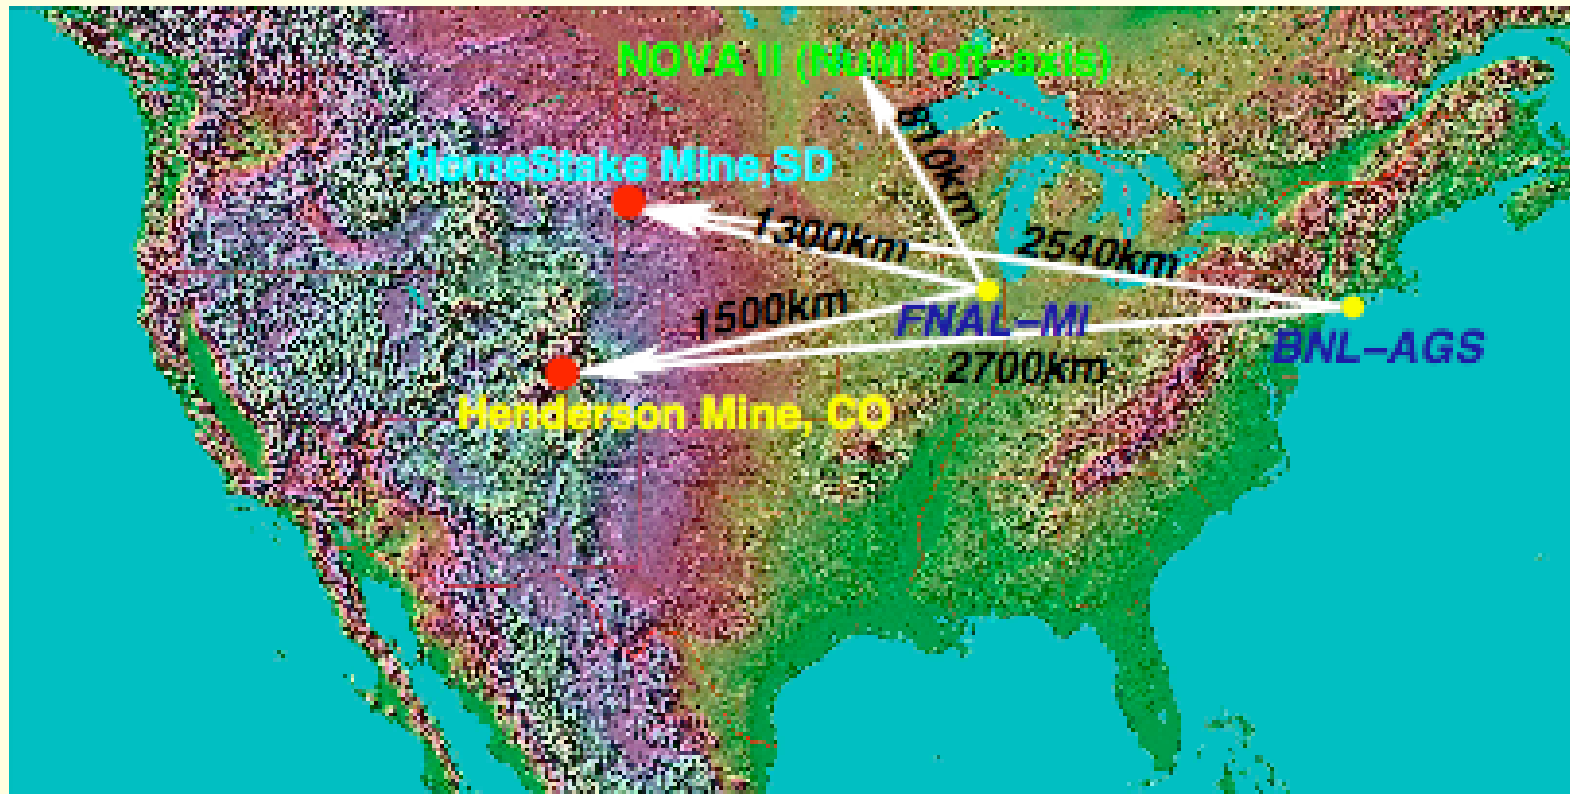 NOVA II (NuMI off-axis)
810km
HomeStake Mine,SD
1300km
2540km
1500km
FNAL-MI
BNL-AGS
2700km
Henderson Mine, CO